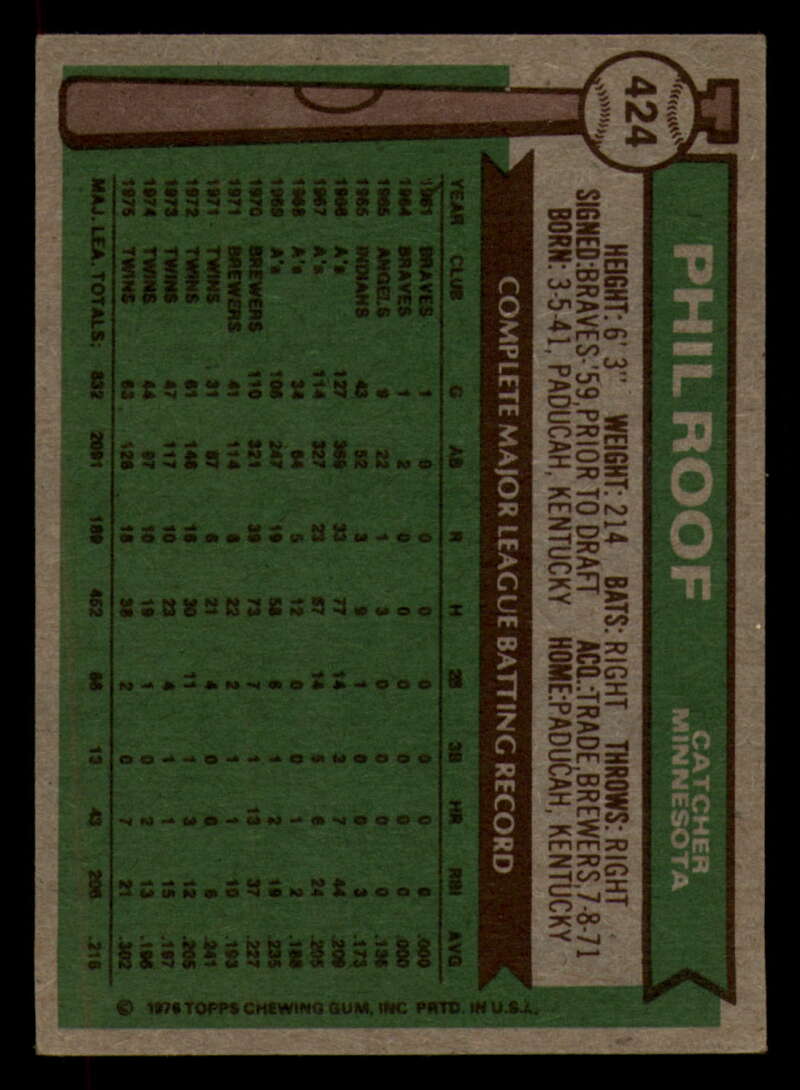 424
PHIL ROOF
CATCHER
MINNESOTA
HEIGHT: 6' 3" WEIGHT: 214 BATS: RIGHT THROWS: RIGHT
SIGNED: BRAVES-'59, PRIOR TO DRAFT ACQ.: TRADE, BREWERS, 7-8-71
BORN: 3-5-41, PADUCAH, KENTUCKY HOME: PADUCAH, KENTUCKY
COMPLETE MAJOR LEAGUE BATTING RECORD
YEAR CLUB G AB R H 2B 3B HR RBI AVG
1961 BRAVES 1 0 0 0 0 0 0 0 .000
1964 BRAVES 1 2 0 0 0 0 0 0 .000
1965 ANGELS 9 22 1 3 0 0 0 0 .136
1965 INDIANS 43 52 3 9 1 0 0 3 .173
1966 A's 127 369 33 77 14 3 7 44 .209
1967 A's 114 327 23 67 14 5 6 24 .205
1968 A's 34 64 5 12 0 0 1 2 .188
1969 A's 106 247 19 58 6 1 2 19 .235
1970 BREWERS 110 321 39 73 7 1 13 37 .227
1971 BREWERS 41 114 8 22 2 1 1 10 .193
1971 TWINS 31 87 6 21 4 0 0 6 .241
1972 TWINS 61 146 16 30 11 1 3 12 .205
1973 TWINS 47 117 10 23 4 1 1 15 .197
1974 TWINS 44 97 10 19 1 0 2 13 .196
1975 TWINS 63 126 18 38 2 0 7 21 .302
MAJ. LEA. TOTALS: 832 2091 189 452 66 13 43 206 .216
© 1976 TOPPS CHEWING GUM, INC PRTD. IN U.S.A.